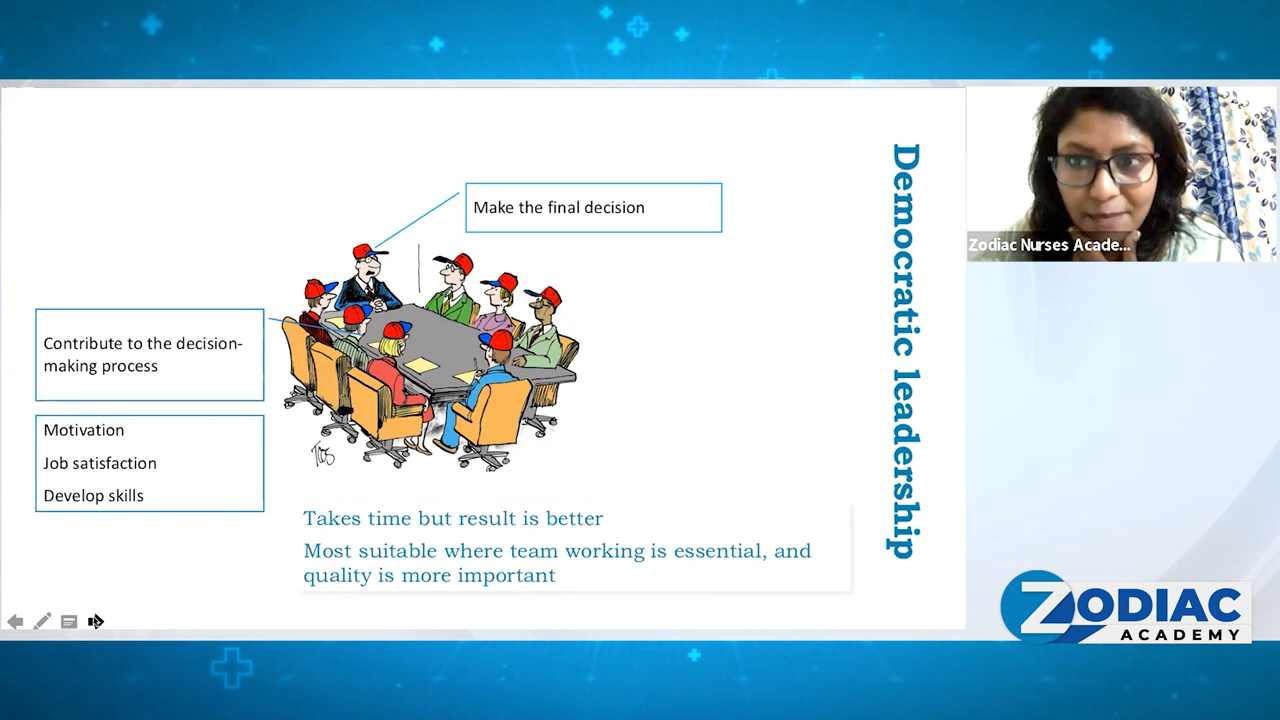 Democratic leadership
Make the final decision
Contribute to the decision-
making process
Motivation
Job satisfaction
Develop skills
Takes time but result is better
Most suitable where team working is essential, and
quality is more important
Zodiac Nurses Acade...
ZODIAC
ACADEMY